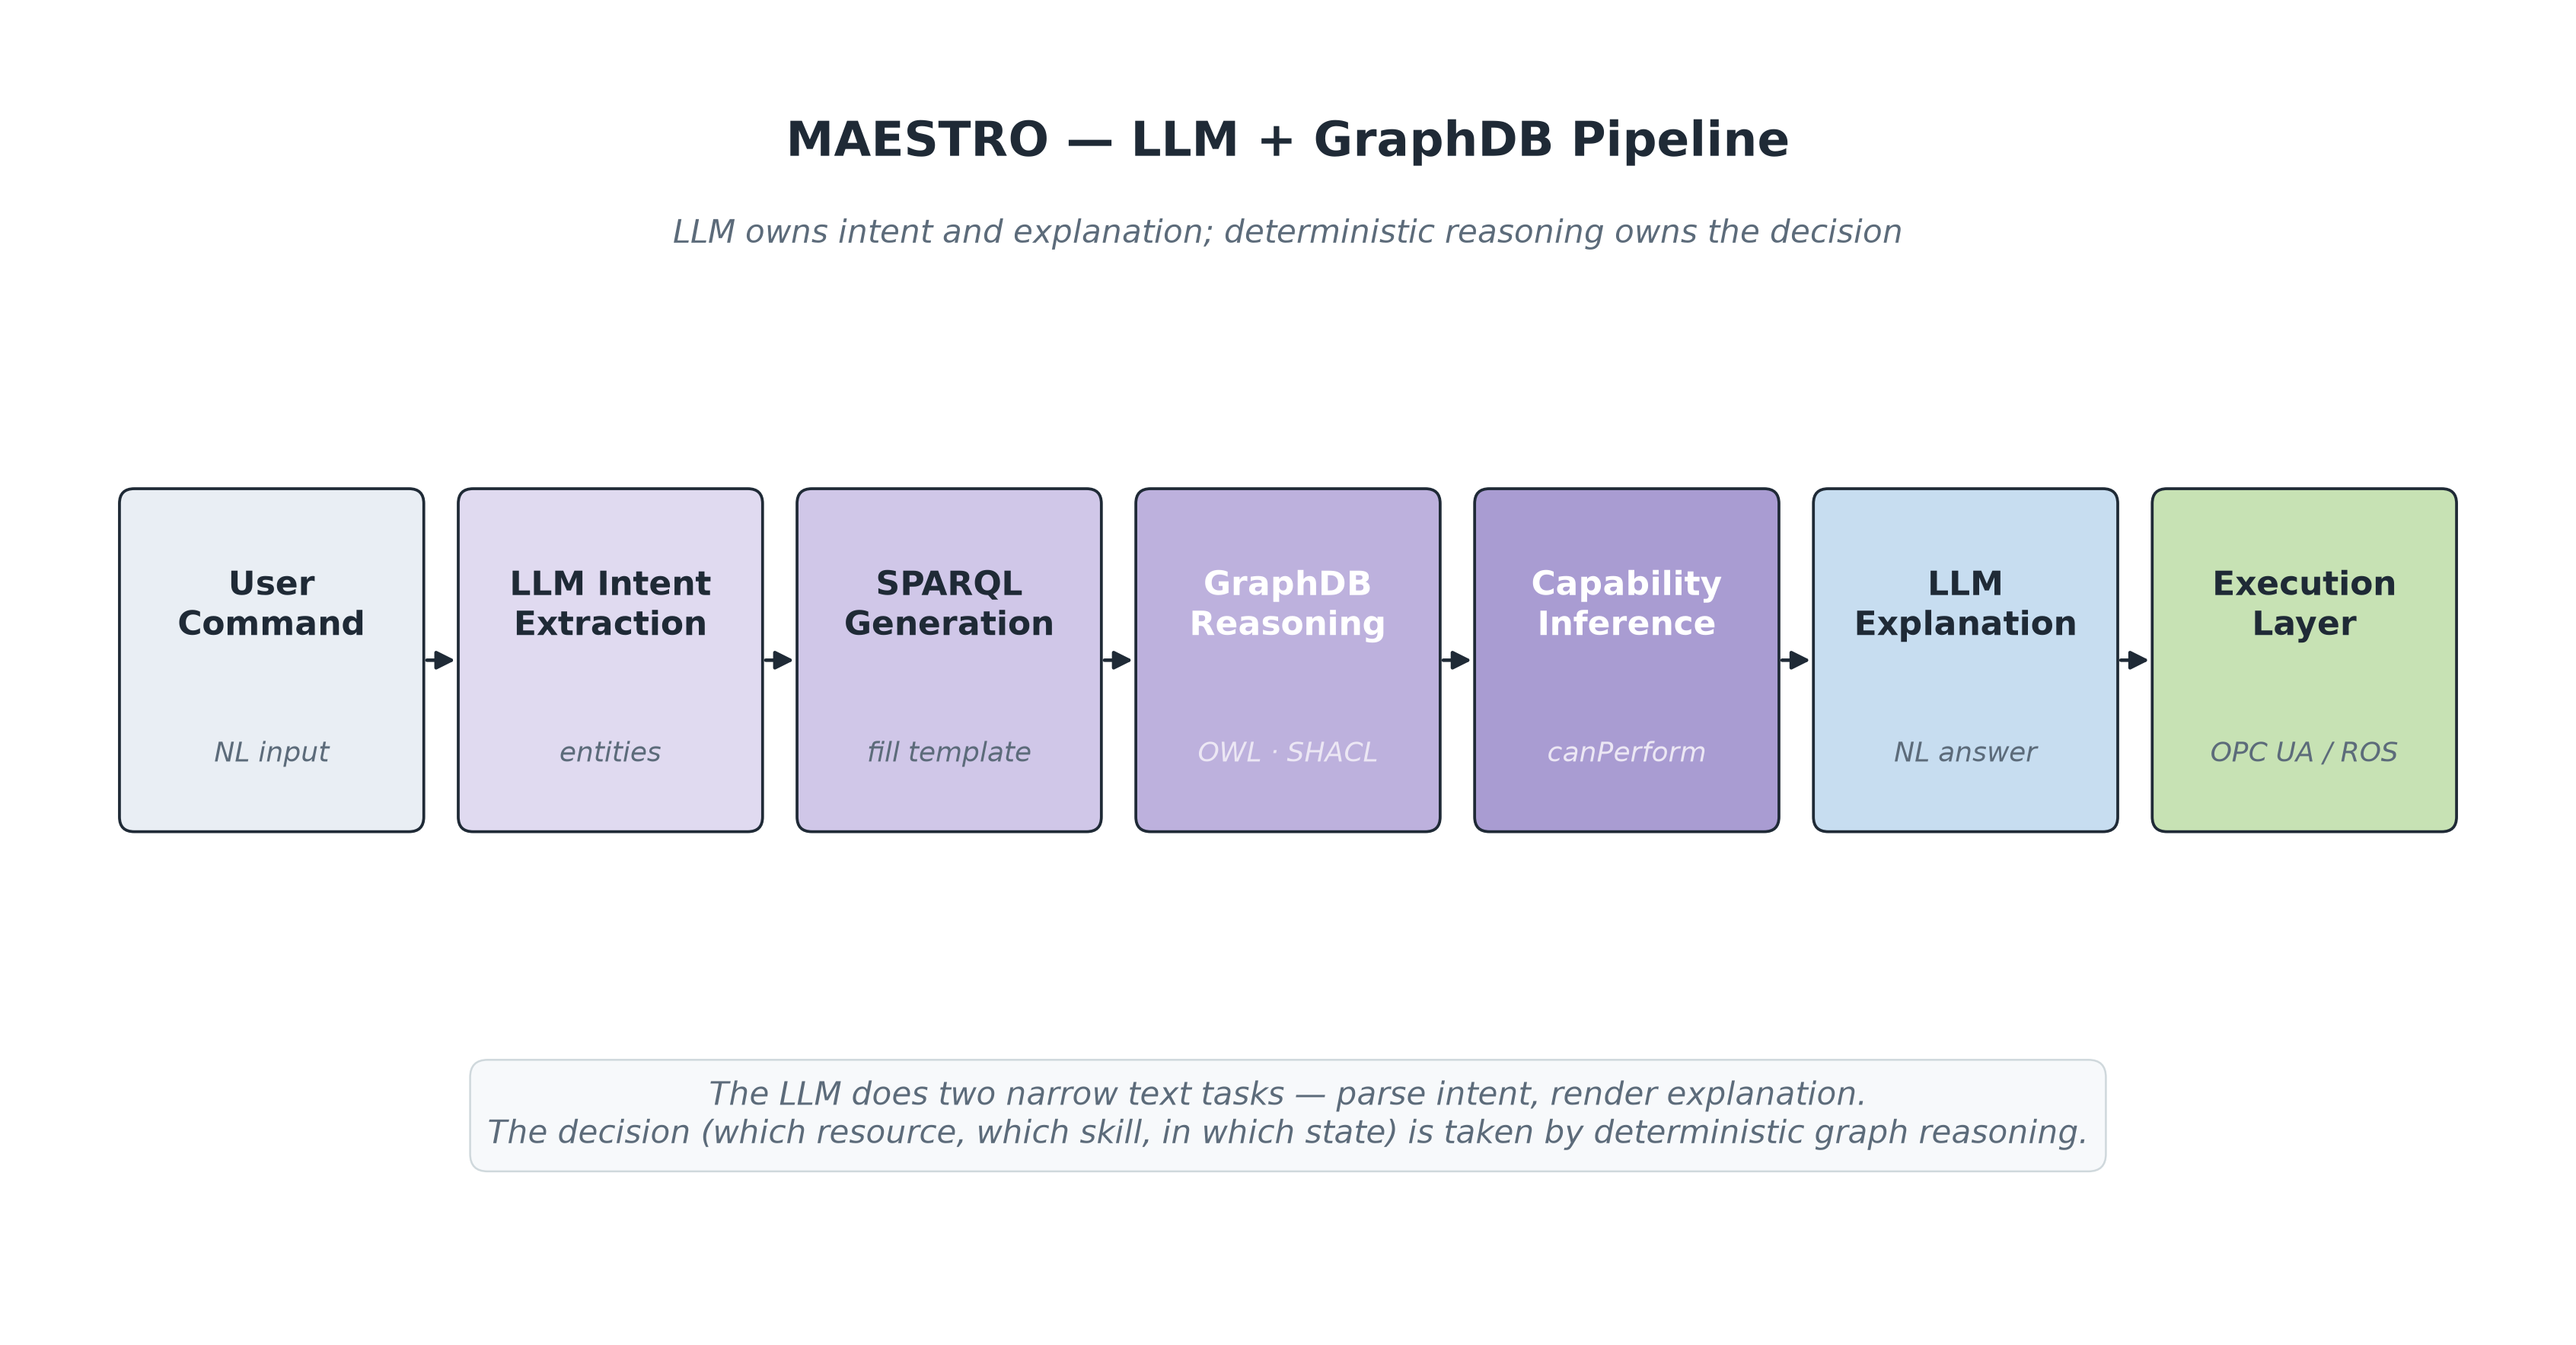 MAESTRO — LLM + GraphDB Pipeline
LLM owns intent and explanation; deterministic reasoning owns the decision
User
Command
NL input
LLM Intent
Extraction
entities
SPARQL
Generation
fill template
GraphDB
Reasoning
OWL · SHACL
Capability
Inference
canPerform
LLM
Explanation
NL answer
Execution
Layer
OPC UA / ROS
The LLM does two narrow text tasks — parse intent, render explanation.
The decision (which resource, which skill, in which state) is taken by deterministic graph reasoning.